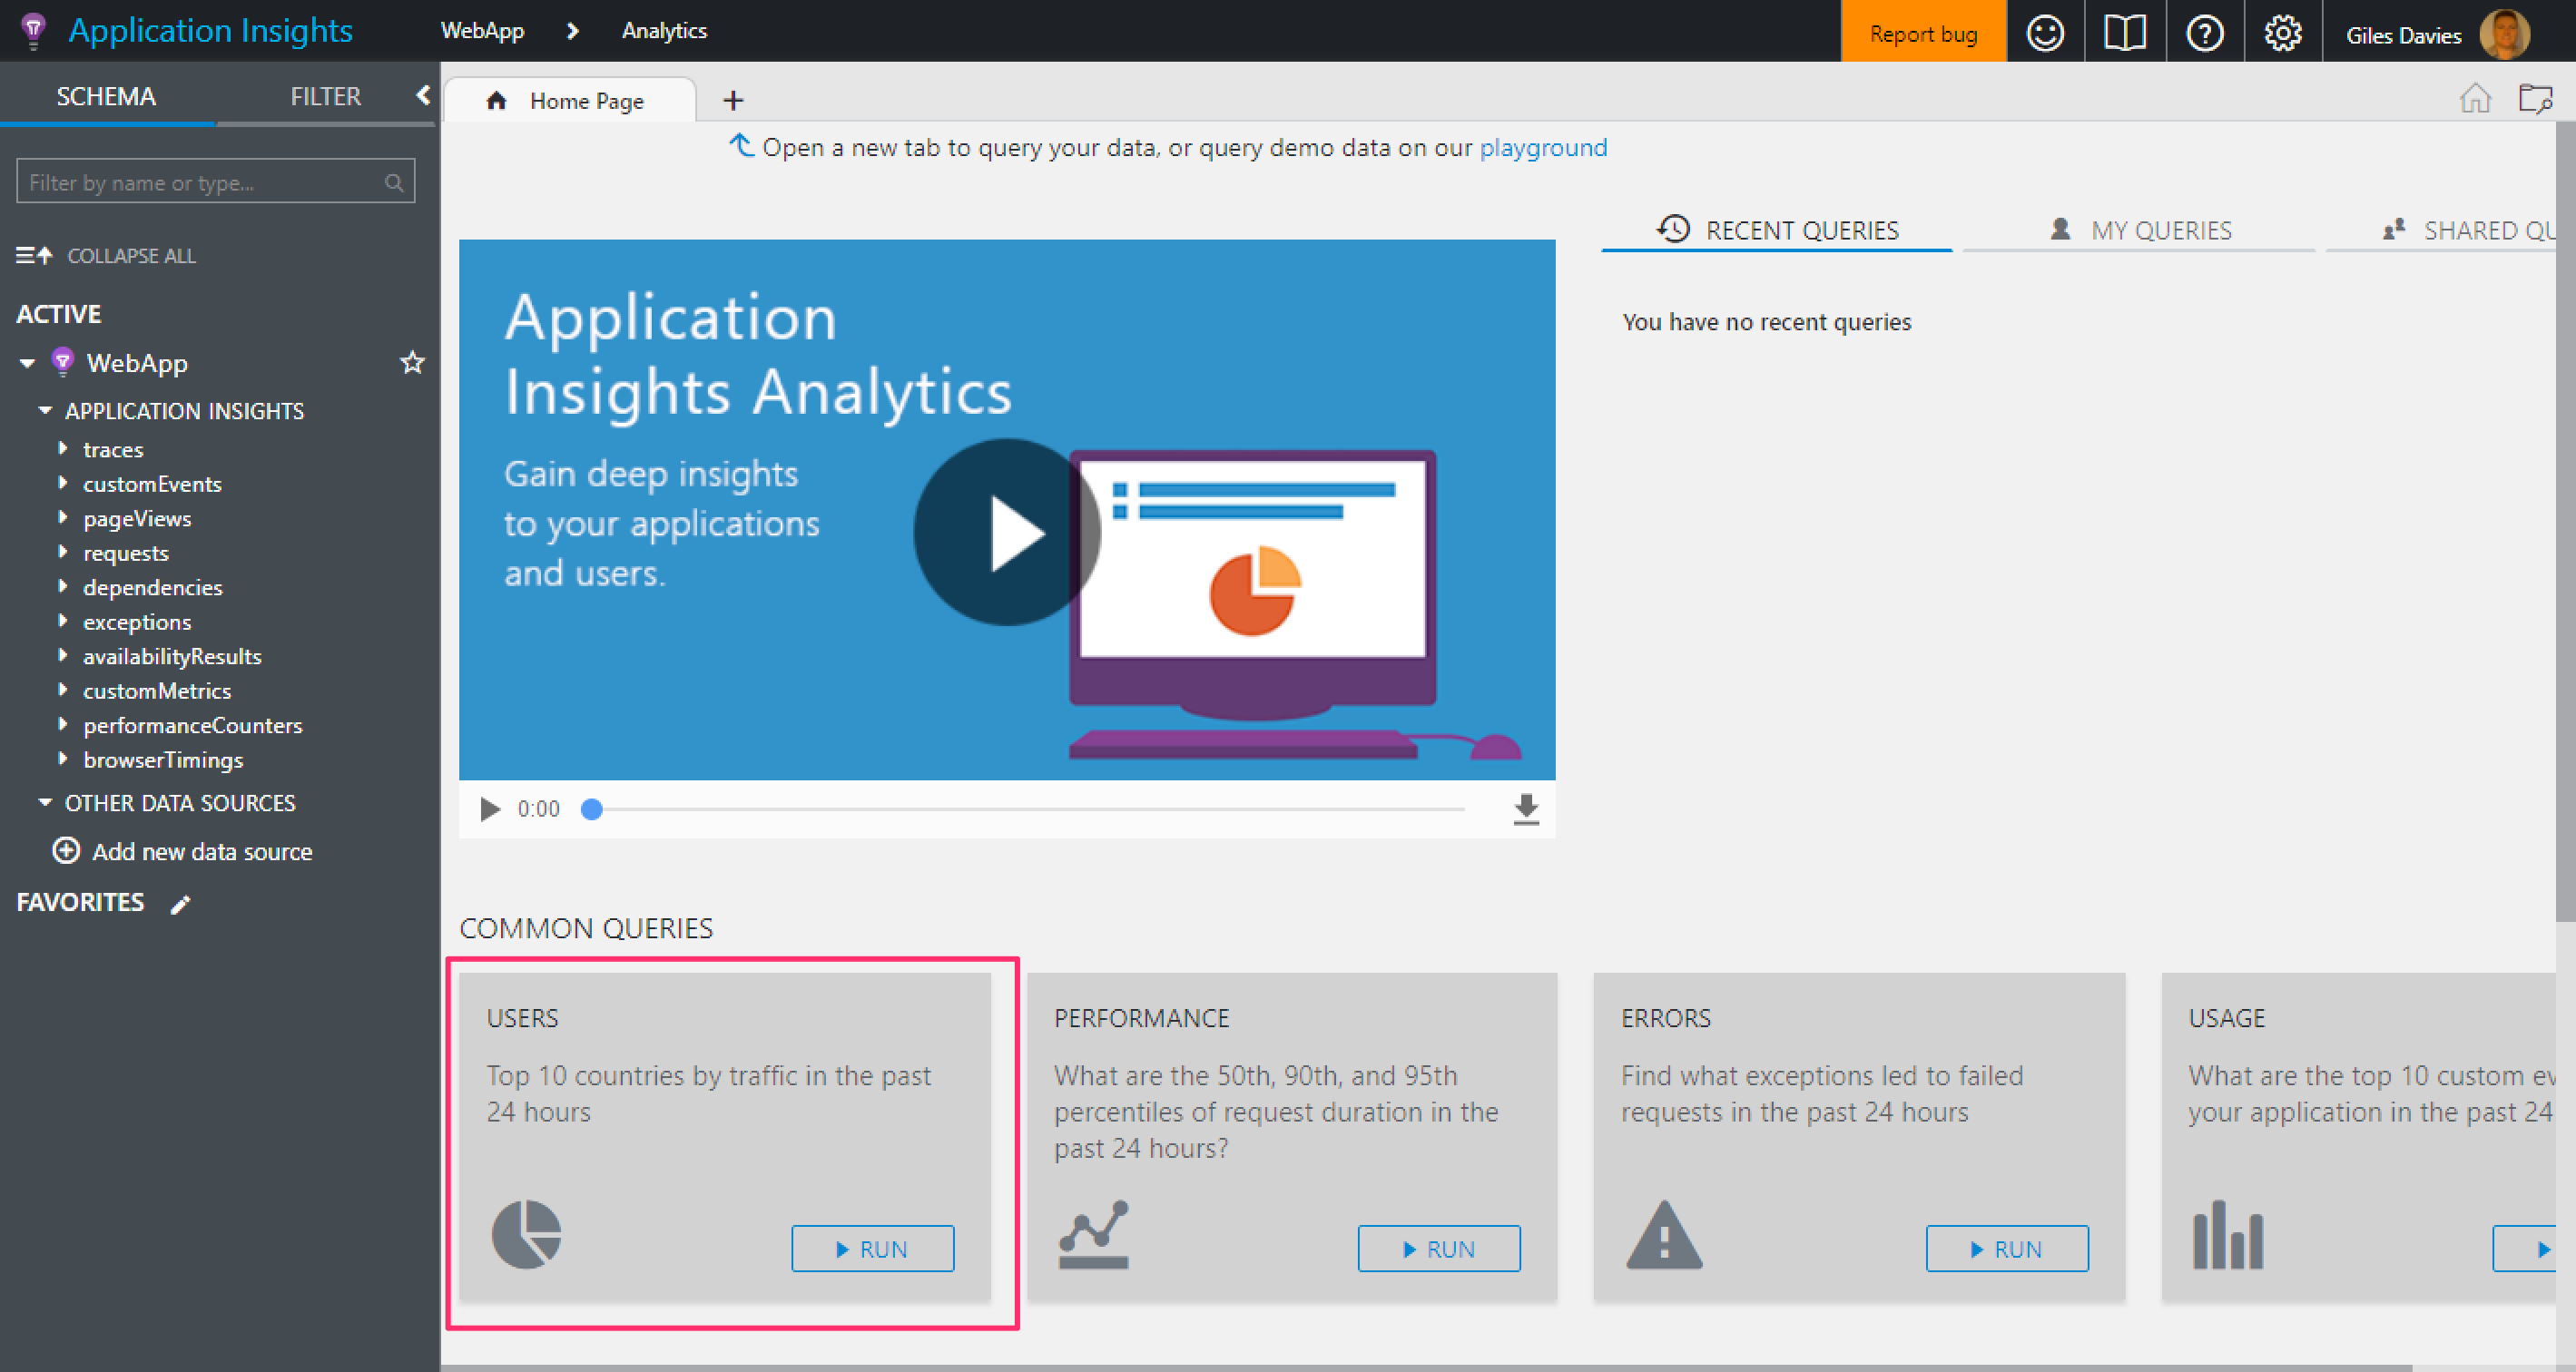 Application Insights
WebApp
Analytics
Report bug
Giles Davies
SCHEMA
FILTER
Home Page
Open a new tab to query your data, or query demo data on our playground
Filter by name or type...
COLLAPSE ALL
ACTIVE
WebApp
APPLICATION INSIGHTS
traces
customEvents
pageViews
requests
dependencies
exceptions
availabilityResults
customMetrics
performanceCounters
browserTimings
OTHER DATA SOURCES
Add new data source
FAVORITES
Application
Insights Analytics
Gain deep insights
to your applications
and users.
0:00
RECENT QUERIES
MY QUERIES
SHARED QU
You have no recent queries
COMMON QUERIES
USERS
Top 10 countries by traffic in the past
24 hours
RUN
PERFORMANCE
What are the 50th, 90th, and 95th
percentiles of request duration in the
past 24 hours?
RUN
ERRORS
Find what exceptions led to failed
requests in the past 24 hours
RUN
USAGE
What are the top 10 custom ev
your application in the past 24